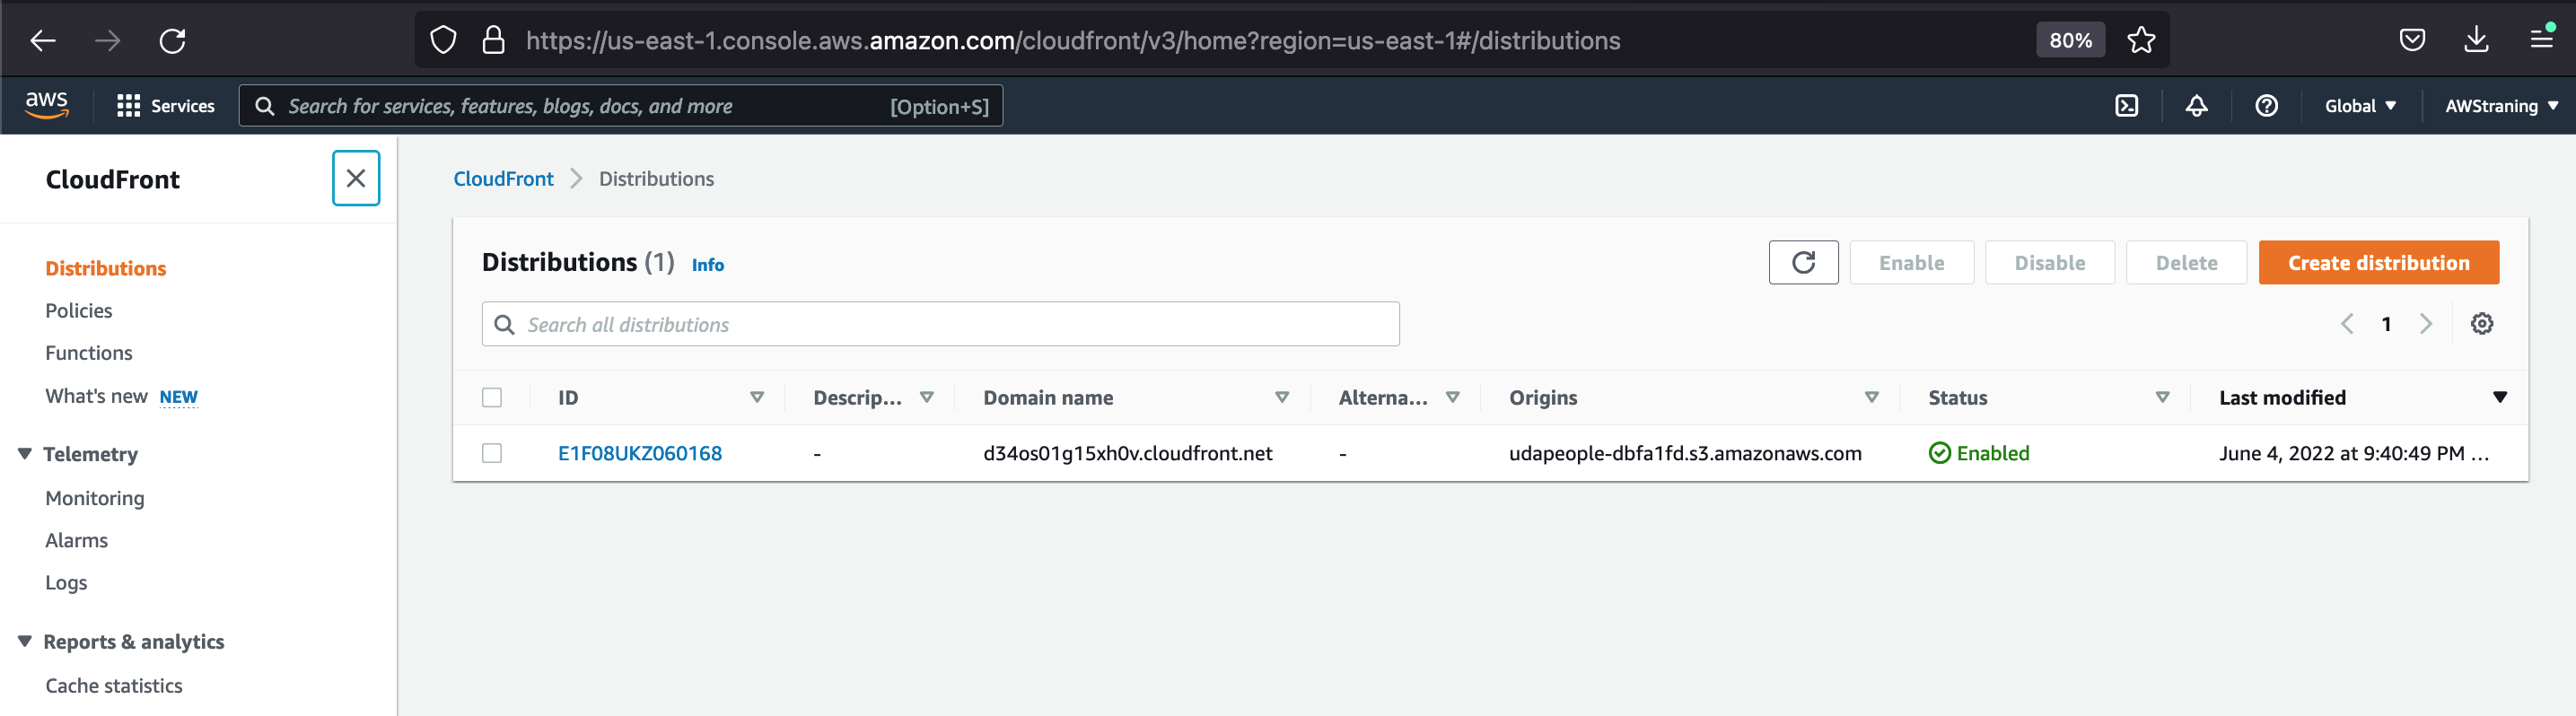 https://us-east-1.console.aws.amazon.com/cloudfront/v3/home?region=us-east-1#/distributions 80%
aws Services Search for services, features, blogs, docs, and more [Option+S] Global AWStraning
CloudFront
Distributions
Policies
Functions
What's new NEW
Telemetry
Monitoring
Alarms
Logs
Reports & analytics
Cache statistics
CloudFront Distributions
Distributions (1) Info Enable Disable Delete Create distribution
Search all distributions 1
ID Descrip... Domain name Alterna... Origins Status Last modified
E1F08UKZ060168 - d34os01g15xh0v.cloudfront.net - udapeople-dbfa1fd.s3.amazonaws.com Enabled June 4, 2022 at 9:40:49 PM ...